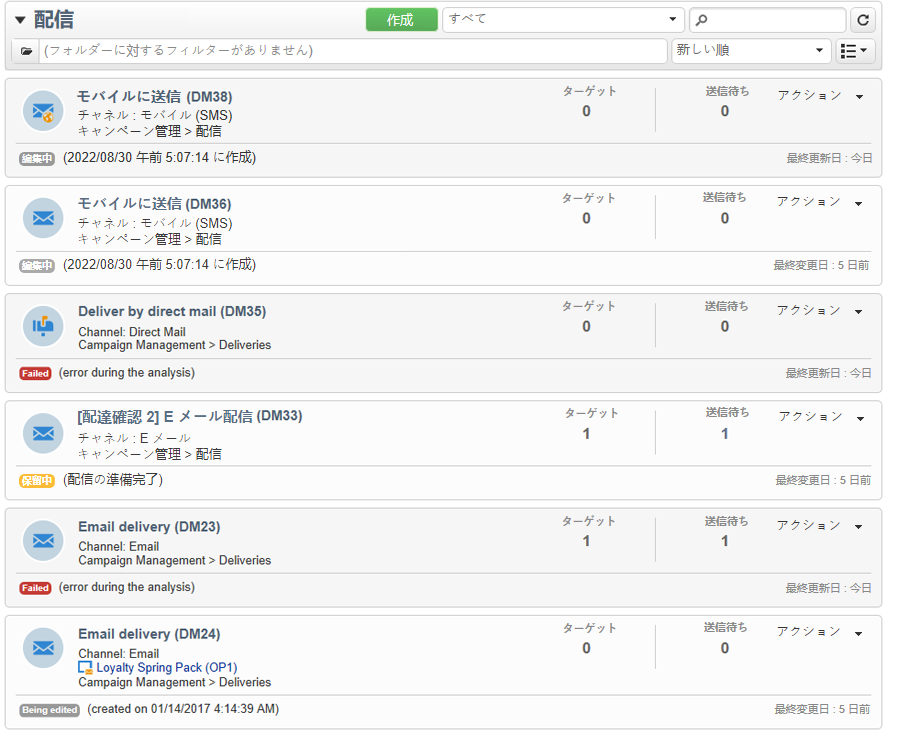 配信
作成
すべて
(フォルダーに対するフィルターがありません)
新しい順
モバイルに送信 (DM38)
チャネル : モバイル (SMS)
キャンペーン管理 > 配信
ターゲット
0
送信待ち
0
アクション
編集中 (2022/08/30 午前 5:07:14 に作成)
最終更新日 : 今日
モバイルに送信 (DM36)
チャネル : モバイル (SMS)
キャンペーン管理 > 配信
ターゲット
0
送信待ち
0
アクション
編集中 (2022/08/30 午前 5:07:14 に作成)
最終変更日 : 5 日前
Deliver by direct mail (DM35)
Channel: Direct Mail
Campaign Management > Deliveries
ターゲット
0
送信待ち
0
アクション
Failed (error during the analysis)
最終更新日 : 今日
[配達確認 2] E メール配信 (DM33)
チャネル : E メール
キャンペーン管理 > 配信
ターゲット
1
送信待ち
1
アクション
保留中 (配信の準備完了)
最終変更日 : 5 日前
Email delivery (DM23)
Channel: Email
Campaign Management > Deliveries
ターゲット
1
送信待ち
1
アクション
Failed (error during the analysis)
最終更新日 : 今日
Email delivery (DM24)
Channel: Email
Loyalty Spring Pack (OP1)
Campaign Management > Deliveries
ターゲット
0
送信待ち
0
アクション
Being edited (created on 01/14/2017 4:14:39 AM)
最終変更日 : 5 日前